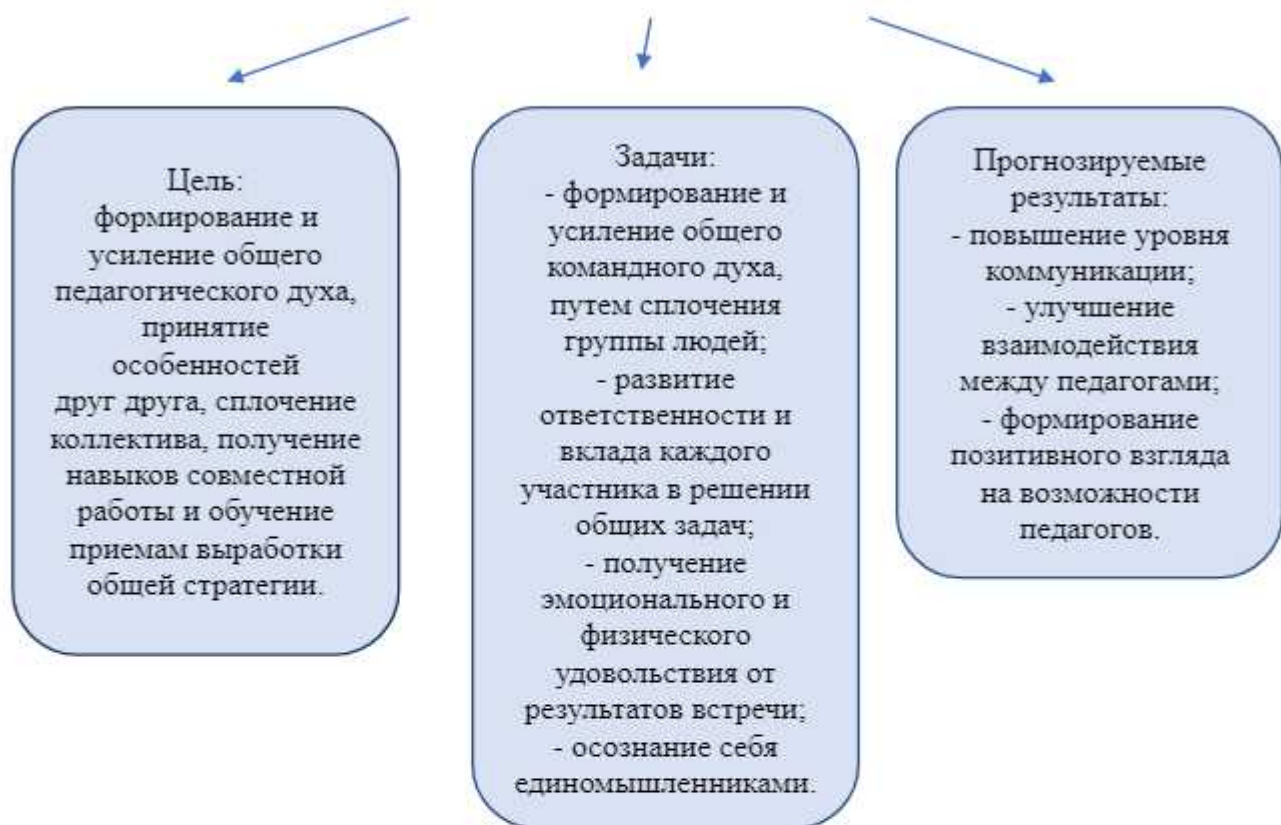 Цель:
формирование и
усиление общего
педагогического духа,
принятие
особенностей
друг друга, сплочение
коллектива, получение
навыков совместной
работы и обучение
приемам выработки
общей стратегии.
Задачи:
- формирование и
усиление общего
командного духа,
путем сплочения
группы людей;
- развитие
ответственности и
вклада каждого
участника в решении
общих задач;
- получение
эмоционального и
физического
удовольствия от
результатов встречи;
- осознание себя
единомышленниками.
Прогнозируемые
результаты:
- повышение уровня
коммуникации;
- улучшение
взаимодействия
между педагогами;
- формирование
позитивного взгляда
на возможности
педагогов.